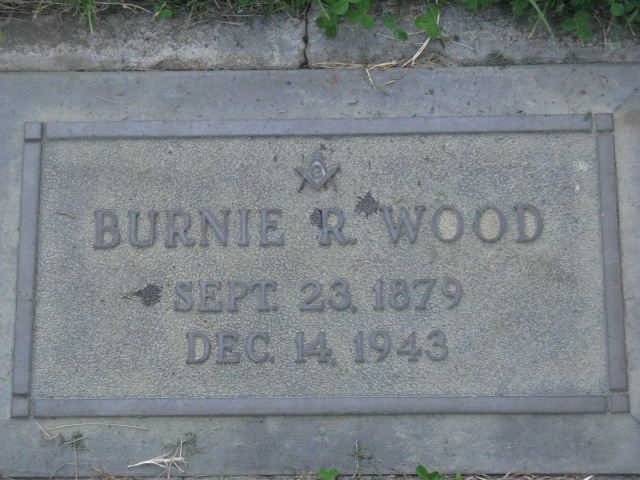 G
BURNIE R. WOOD
SEPT. 23, 1879
DEC. 14, 1943